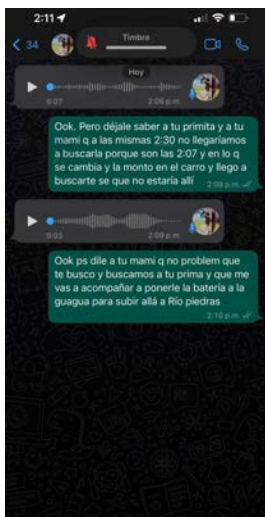 2:11
34
Timbre
Hoy
0:07 2:06 p.m.
Ook. Pero déjale saber a tu primita y a tu
mami q a las mismas 2:30 no llegaríamos
a buscarla porque son las 2:07 y en lo q
se cambia y la monto en el carro y llego a
buscarte se que no estaría allí 2:08 p.m.
0:03 2:09 p.m.
Ook ps dile a tu mami q no problem que
te busco y buscamos a tu prima y que me
vas a acompañar a ponerle la batería a la
guagua para subir allá a Río piedras
2:10 p.m.